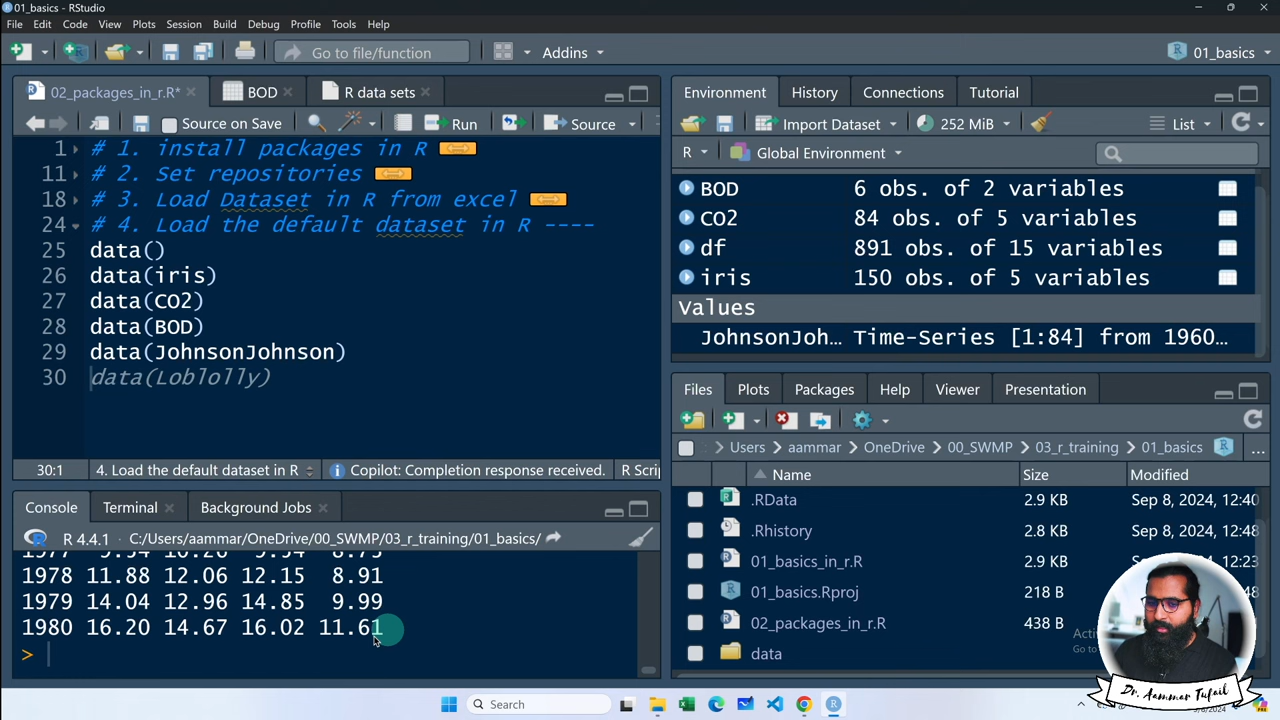 01_basics - RStudio
File Edit Code View Plots Session Build Debug Profile Tools Help
Go to file/function
Addins
01_basics
02_packages_in_r.R*
BOD
R data sets
Source on Save
Run
Source
1 # 1. install packages in R
11 # 2. Set repositories
18 # 3. Load Dataset in R from excel
24 # 4. Load the default dataset in R ----
25 data()
26 data(iris)
27 data(CO2)
28 data(BOD)
29 data(JohnsonJohnson)
30 data(Loblolly)
30:1 4. Load the default dataset in R Copilot: Completion response received. R Scrip
Console Terminal Background Jobs
R 4.4.1 · C:/Users/aammar/OneDrive/00_SWMP/03_r_training/01_basics/
1978 11.88 12.06 12.15 8.91
1979 14.04 12.96 14.85 9.99
1980 16.20 14.67 16.02 11.61
>
Environment History Connections Tutorial
Import Dataset 252 MiB List
R Global Environment
BOD 6 obs. of 2 variables
CO2 84 obs. of 5 variables
df 891 obs. of 15 variables
iris 150 obs. of 5 variables
Values
JohnsonJoh… Time-Series [1:84] from 1960…
Files Plots Packages Help Viewer Presentation
Users aammar OneDrive 00_SWMP 03_r_training 01_basics ...
Name Size Modified
.RData 2.9 KB Sep 8, 2024, 12:40
.Rhistory 2.8 KB Sep 8, 2024, 12:48
01_basics_in_r.R 2.9 KB Sep 8, 2024, 12:23
01_basics.Rproj 218 B
02_packages_in_r.R 438 B
data
Dr. Aammar Tufail
Search